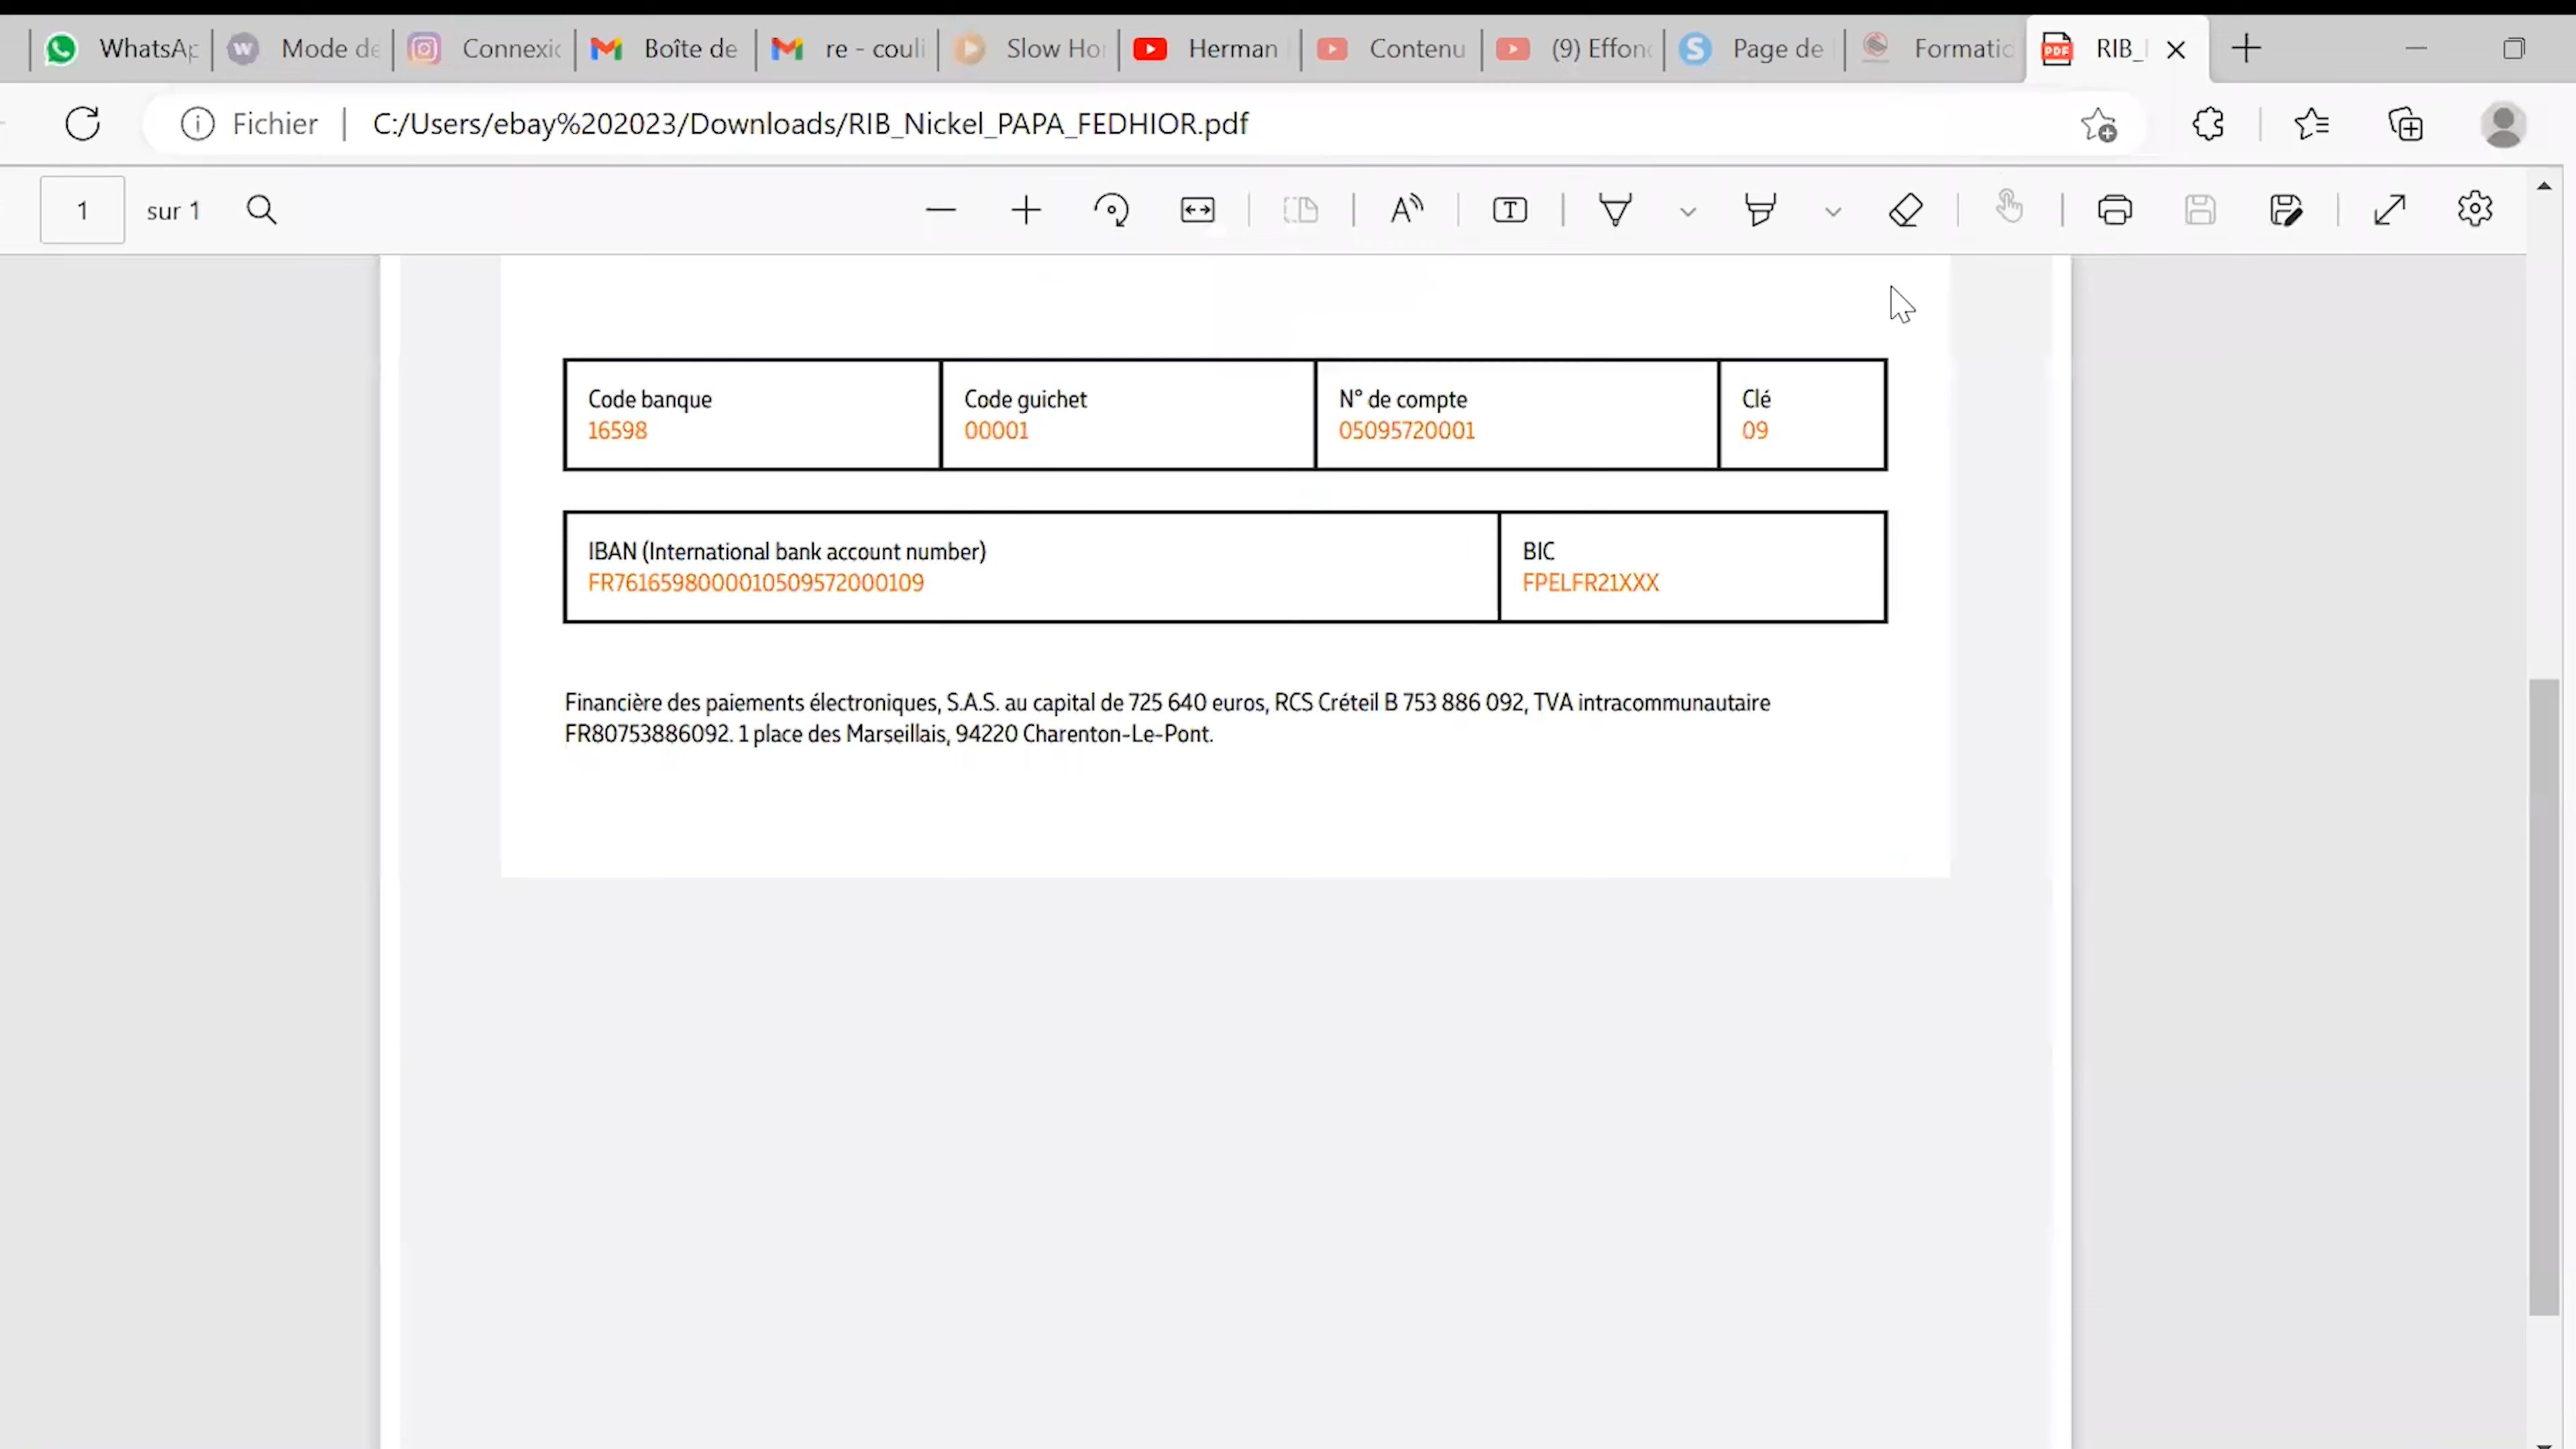 WhatsAp
Mode de
Connexic
Boîte de
re - couli
Slow Hor
Herman
Contenu
(9) Effond
Page de
Formatio
RIB_
Fichier
C:/Users/ebay%202023/Downloads/RIB_Nickel_PAPA_FEDHIOR.pdf
1 sur 1
Code banque
16598
Code guichet
00001
N° de compte
05095720001
Clé
09
IBAN (International bank account number)
FR7616598000010509572000109
BIC
FPELFR21XXX
Financière des paiements électroniques, S.A.S. au capital de 725 640 euros, RCS Créteil B 753 886 092, TVA intracommunautaire
FR80753886092. 1 place des Marseillais, 94220 Charenton-Le-Pont.